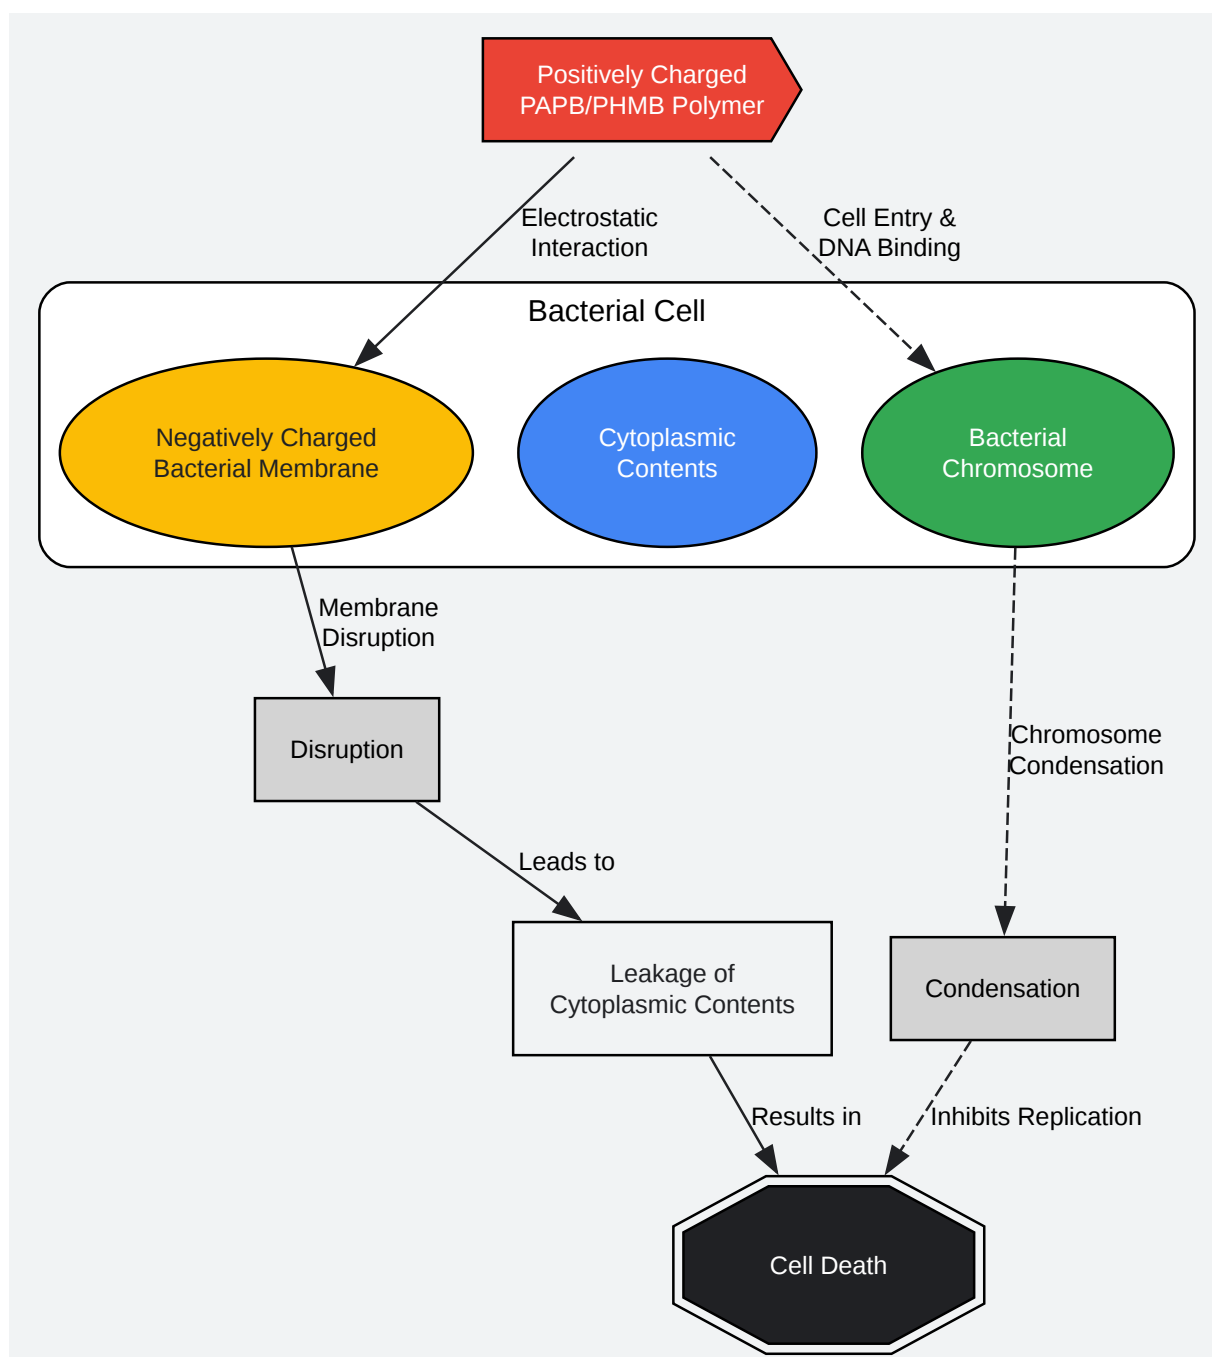 Positively Charged
PAPB/PHMB Polymer
Electrostatic
Interaction
Cell Entry &
DNA Binding
Bacterial Cell
Negatively Charged
Bacterial Membrane
Cytoplasmic
Contents
Bacterial
Chromosome
Membrane
Disruption
Disruption
Chromosome
Condensation
Leads to
Leakage of
Cytoplasmic Contents
Condensation
Results in
Inhibits Replication
Cell Death